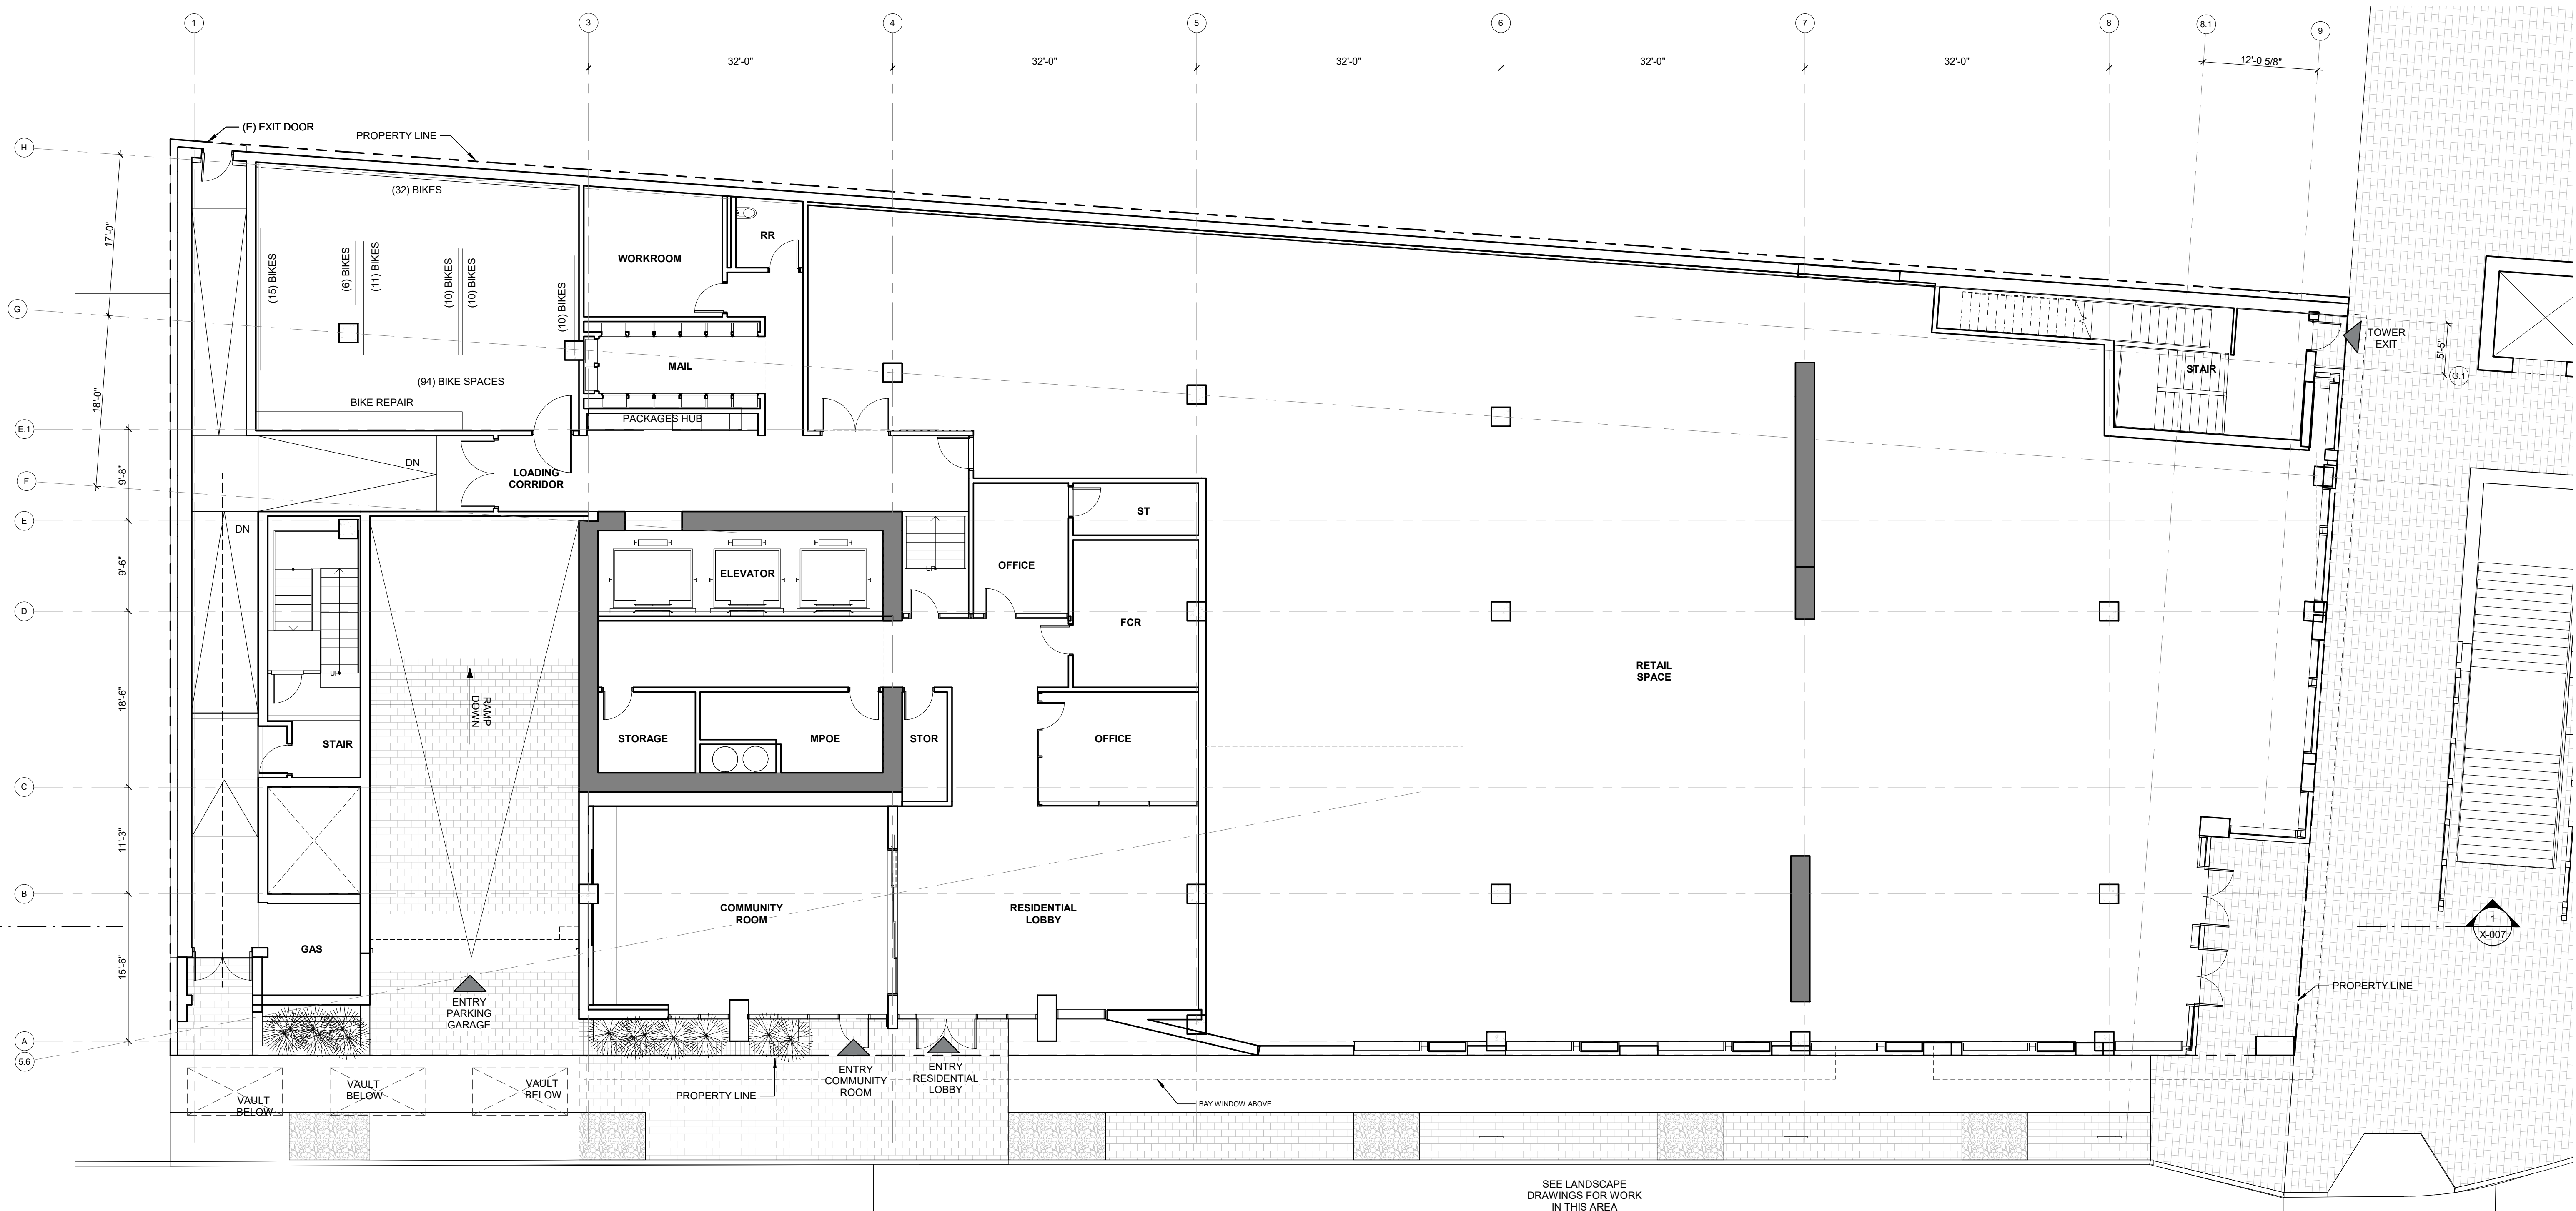 1
3
4
5
6
7
8
8.1
9
32'-0"
32'-0"
32'-0"
32'-0"
32'-0"
12'-0 5/8"
(E) EXIT DOOR
PROPERTY LINE
H
17'-0"
(32) BIKES
(15) BIKES
(6) BIKES
(11) BIKES
(10) BIKES
(10) BIKES
(10) BIKES
WORKROOM
RR
G
TOWER
EXIT
5'-5"
G.1
STAIR
MAIL
(94) BIKE SPACES
BIKE REPAIR
PACKAGES HUB
18'-0"
E.1
DN
LOADING
CORRIDOR
9'-8"
F
E
DN
ST
OFFICE
ELEVATOR
UP
9'-6"
D
FCR
RETAIL
SPACE
UP
RAMP
DOWN
18'-6"
STAIR
STORAGE
MPOE
STOR
OFFICE
C
11'-3"
B
COMMUNITY
ROOM
RESIDENTIAL
LOBBY
GAS
15'-6"
1
X-007
PROPERTY LINE
ENTRY
PARKING
GARAGE
A
5.6
ENTRY
COMMUNITY
ROOM
ENTRY
RESIDENTIAL
LOBBY
VAULT
BELOW
VAULT
BELOW
VAULT
BELOW
PROPERTY LINE
BAY WINDOW ABOVE
SEE LANDSCAPE
DRAWINGS FOR WORK
IN THIS AREA